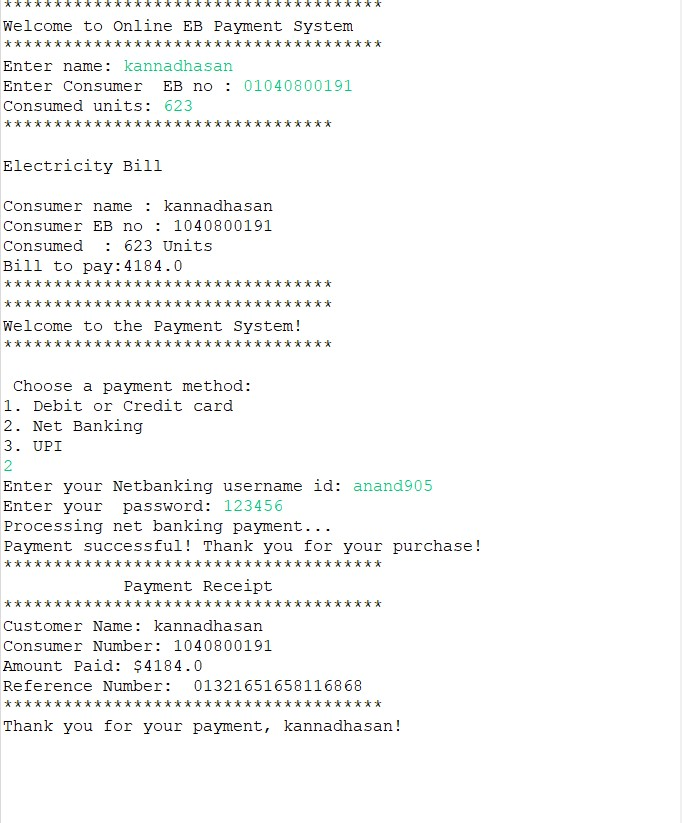 **************************************
Welcome to Online EB Payment System
**************************************
Enter name: kannadhasan
Enter Consumer  EB no : 01040800191
Consumed units: 623
*********************************
Electricity Bill
Consumer name : kannadhasan
Consumer EB no : 1040800191
Consumed  : 623 Units
Bill to pay:4184.0
*********************************
*********************************
Welcome to the Payment System!
*********************************
 Choose a payment method:
1. Debit or Credit card
2. Net Banking
3. UPI
2
Enter your Netbanking username id: anand905
Enter your  password: 123456
Processing net banking payment...
Payment successful! Thank you for your purchase!
**************************************
            Payment Receipt
**************************************
Customer Name: kannadhasan
Consumer Number: 1040800191
Amount Paid: $4184.0
Reference Number:  01321651658116868
**************************************
Thank you for your payment, kannadhasan!